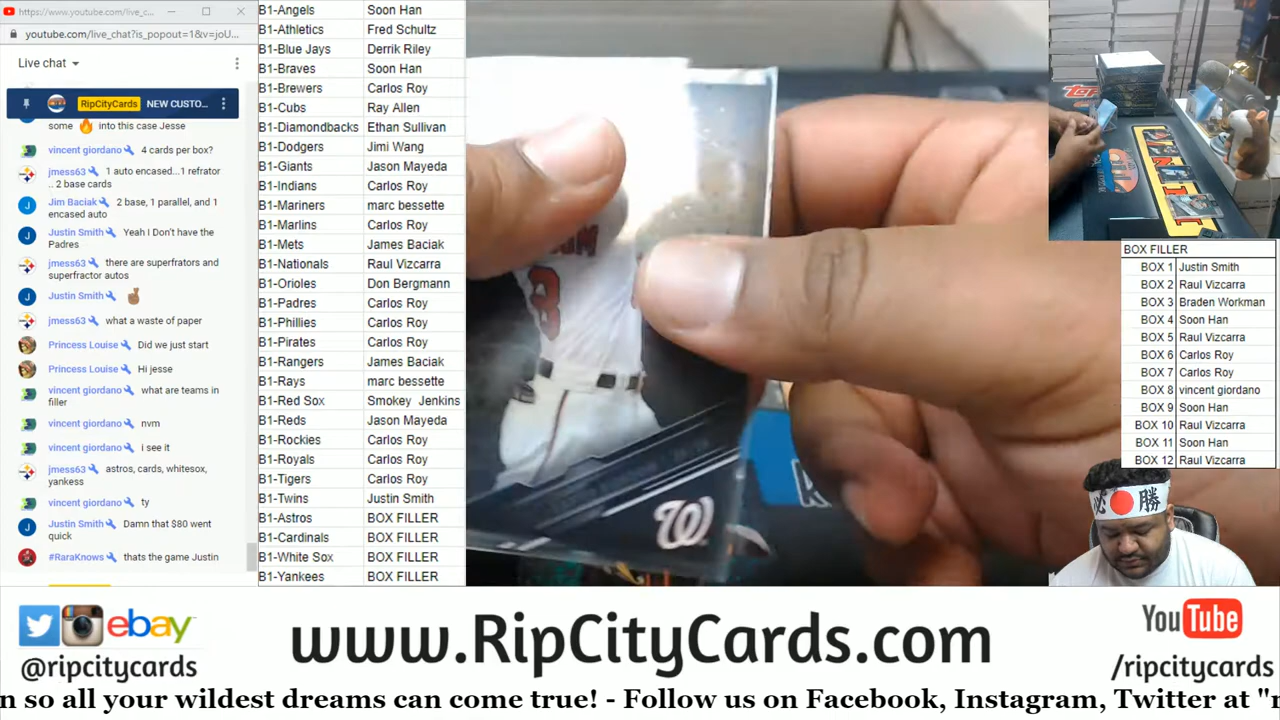 https://www.youtube.com/live_c...
youtube.com/live_chat?is_popout=1&v=joU...
Live chat
RipCityCards NEW CUSTO...
some 🔥 into this case Jesse
vincent giordano 4 cards per box?
jmess63 1 auto encased...1 refrator
.. 2 base cards
Jim Baciak 2 base, 1 parallel, and 1
encased auto
Justin Smith Yeah I Don't have the
Padres
jmess63 there are superfrators and
superfractor autos
Justin Smith
jmess63 what a waste of paper
Princess Louise Did we just start
Princess Louise Hi jesse
vincent giordano what are teams in
filler
vincent giordano nvm
vincent giordano i see it
jmess63 astros, cards, whitesox,
yankess
vincent giordano ty
Justin Smith Damn that $80 went
quick
#RaraKnows thats the game Justin
B1-Angels Soon Han
B1-Athletics Fred Schultz
B1-Blue Jays Derrik Riley
B1-Braves Soon Han
B1-Brewers Carlos Roy
B1-Cubs Ray Allen
B1-Diamondbacks Ethan Sullivan
B1-Dodgers Jimi Wang
B1-Giants Jason Mayeda
B1-Indians Carlos Roy
B1-Mariners marc bessette
B1-Marlins Carlos Roy
B1-Mets James Baciak
B1-Nationals Raul Vizcarra
B1-Orioles Don Bergmann
B1-Padres Carlos Roy
B1-Phillies Carlos Roy
B1-Pirates Carlos Roy
B1-Rangers James Baciak
B1-Rays marc bessette
B1-Red Sox Smokey Jenkins
B1-Reds Jason Mayeda
B1-Rockies Carlos Roy
B1-Royals Carlos Roy
B1-Tigers Carlos Roy
B1-Twins Justin Smith
B1-Astros BOX FILLER
B1-Cardinals BOX FILLER
B1-White Sox BOX FILLER
B1-Yankees BOX FILLER
W
BOX FILLER
BOX 1 Justin Smith
BOX 2 Raul Vizcarra
BOX 3 Braden Workman
BOX 4 Soon Han
BOX 5 Raul Vizcarra
BOX 6 Carlos Roy
BOX 7 Carlos Roy
BOX 8 vincent giordano
BOX 9 Soon Han
BOX 10 Raul Vizcarra
BOX 11 Soon Han
BOX 12 Raul Vizcarra
必 勝
ebay
@ripcitycards
www.RipCityCards.com
YouTube
/ripcitycards
n so all your wildest dreams can come true! - Follow us on Facebook, Instagram, Twitter at "r